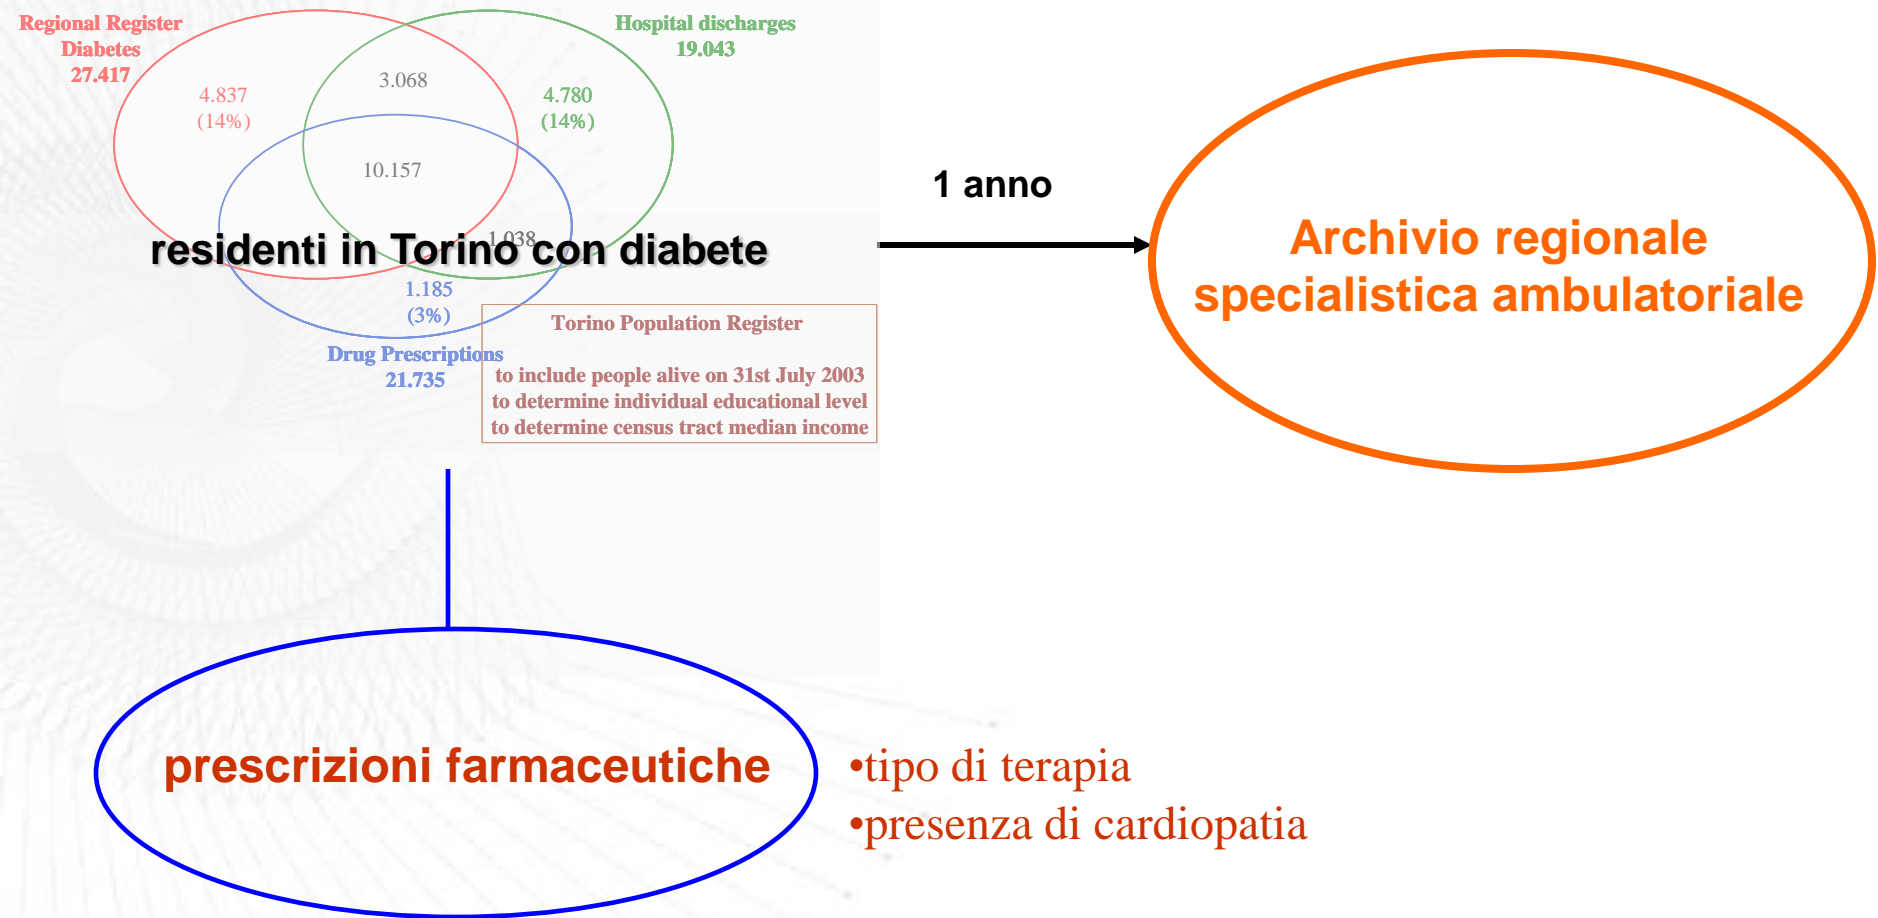 Regional Register
Diabetes
27.417
Hospital discharges
19.043
3.068
4.837
(14%)
4.780
(14%)
10.157
1.038
residenti in Torino con diabete
1.185
(3%)
Drug Prescriptions
21.735
Torino Population Register
to include people alive on 31st July 2003
to determine individual educational level
to determine census tract median income
1 anno
Archivio regionale
specialistica ambulatoriale
prescrizioni farmaceutiche
•tipo di terapia
•presenza di cardiopatia